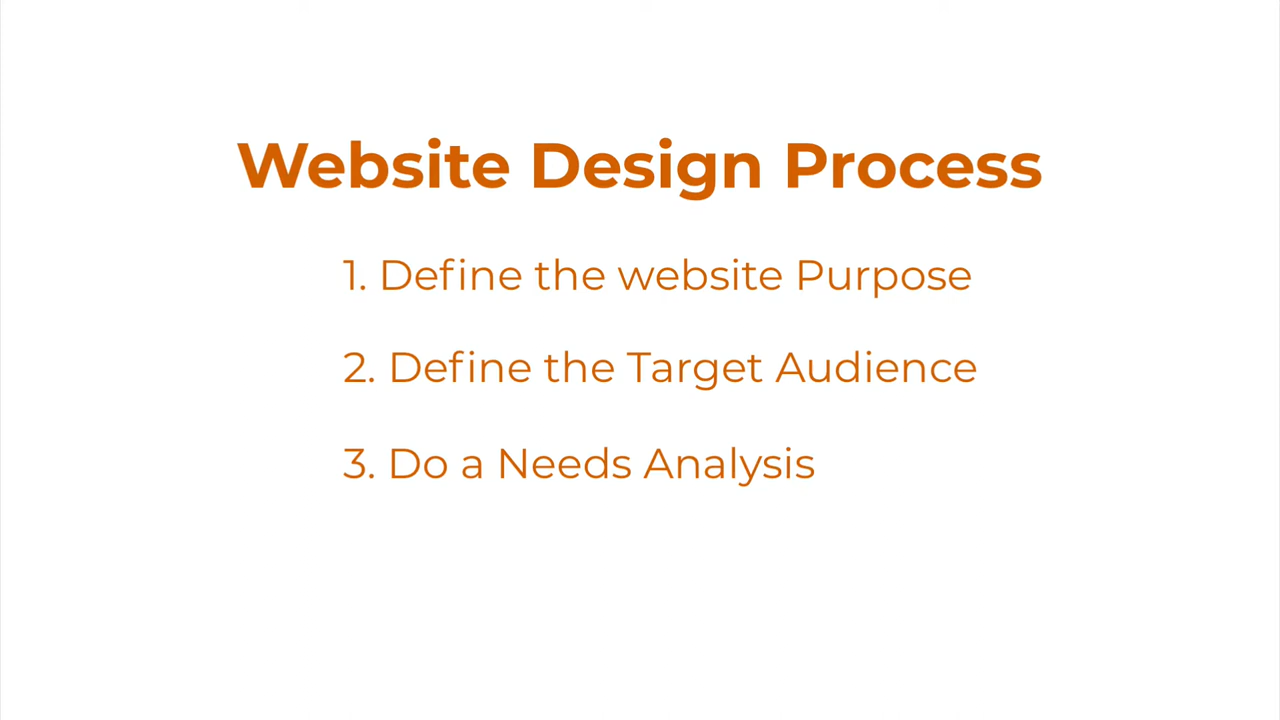 Website Design Process
1. Define the website Purpose
2. Define the Target Audience
3. Do a Needs Analysis